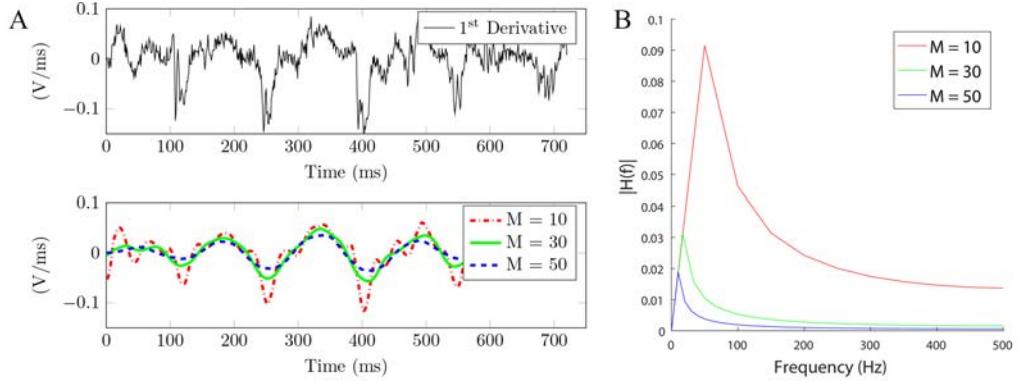 A
0.1
0
−0.1
(V/ms)
1st Derivative
0 100 200 300 400 500 600 700
Time (ms)
0.1
0
−0.1
(V/ms)
M = 10
M = 30
M = 50
0 100 200 300 400 500 600 700
Time (ms)
B
0.1
0.09
0.08
0.07
0.06
0.05
0.04
0.03
0.02
0.01
0
|H(f)|
M = 10
M = 30
M = 50
0 100 200 300 400 500
Frequency (Hz)